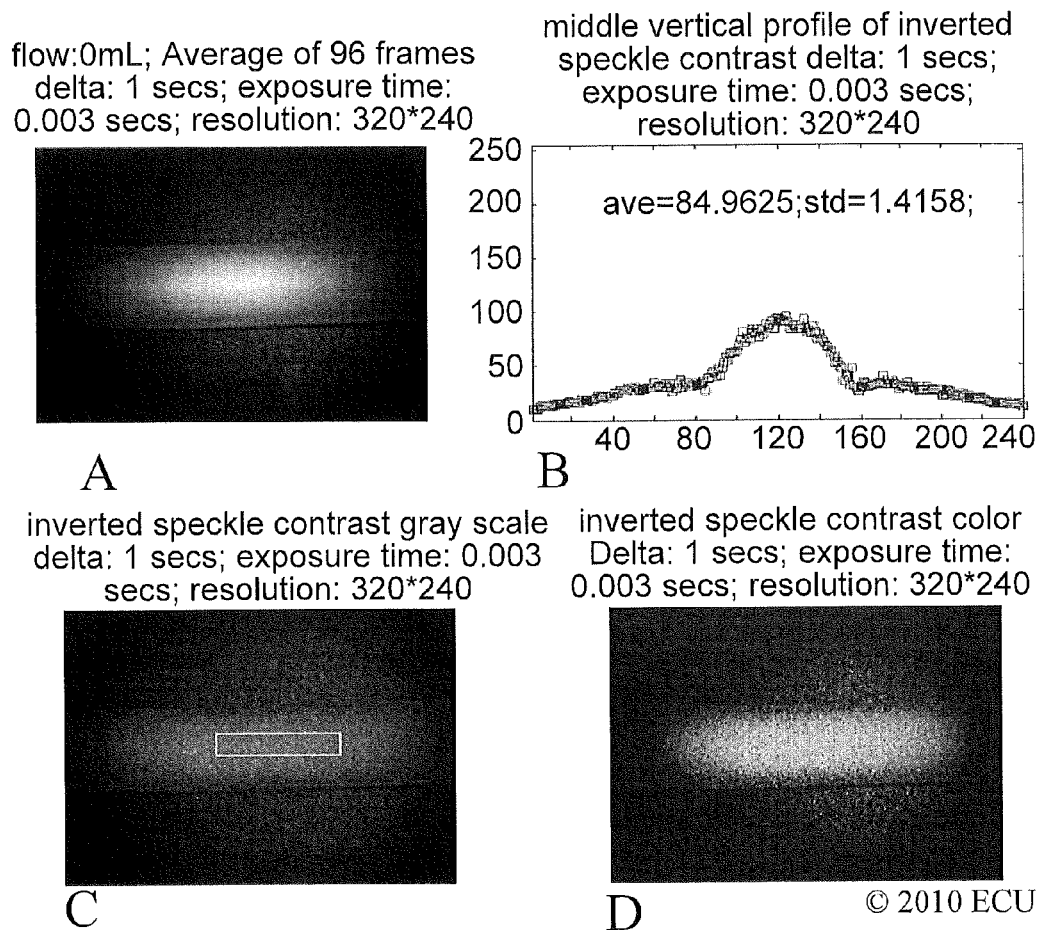 flow:0mL; Average of 96 frames
delta: 1 secs; exposure time:
0.003 secs; resolution: 320*240
A
middle vertical profile of inverted
speckle contrast delta: 1 secs;
exposure time: 0.003 secs;
resolution: 320*240
250
200
150
100
50
0
ave=84.9625;std=1.4158;
40 80 120 160 200 240
B
inverted speckle contrast gray scale
delta: 1 secs; exposure time: 0.003
secs; resolution: 320*240
C
inverted speckle contrast color
Delta: 1 secs; exposure time:
0.003 secs; resolution: 320*240
D
© 2010 ECU